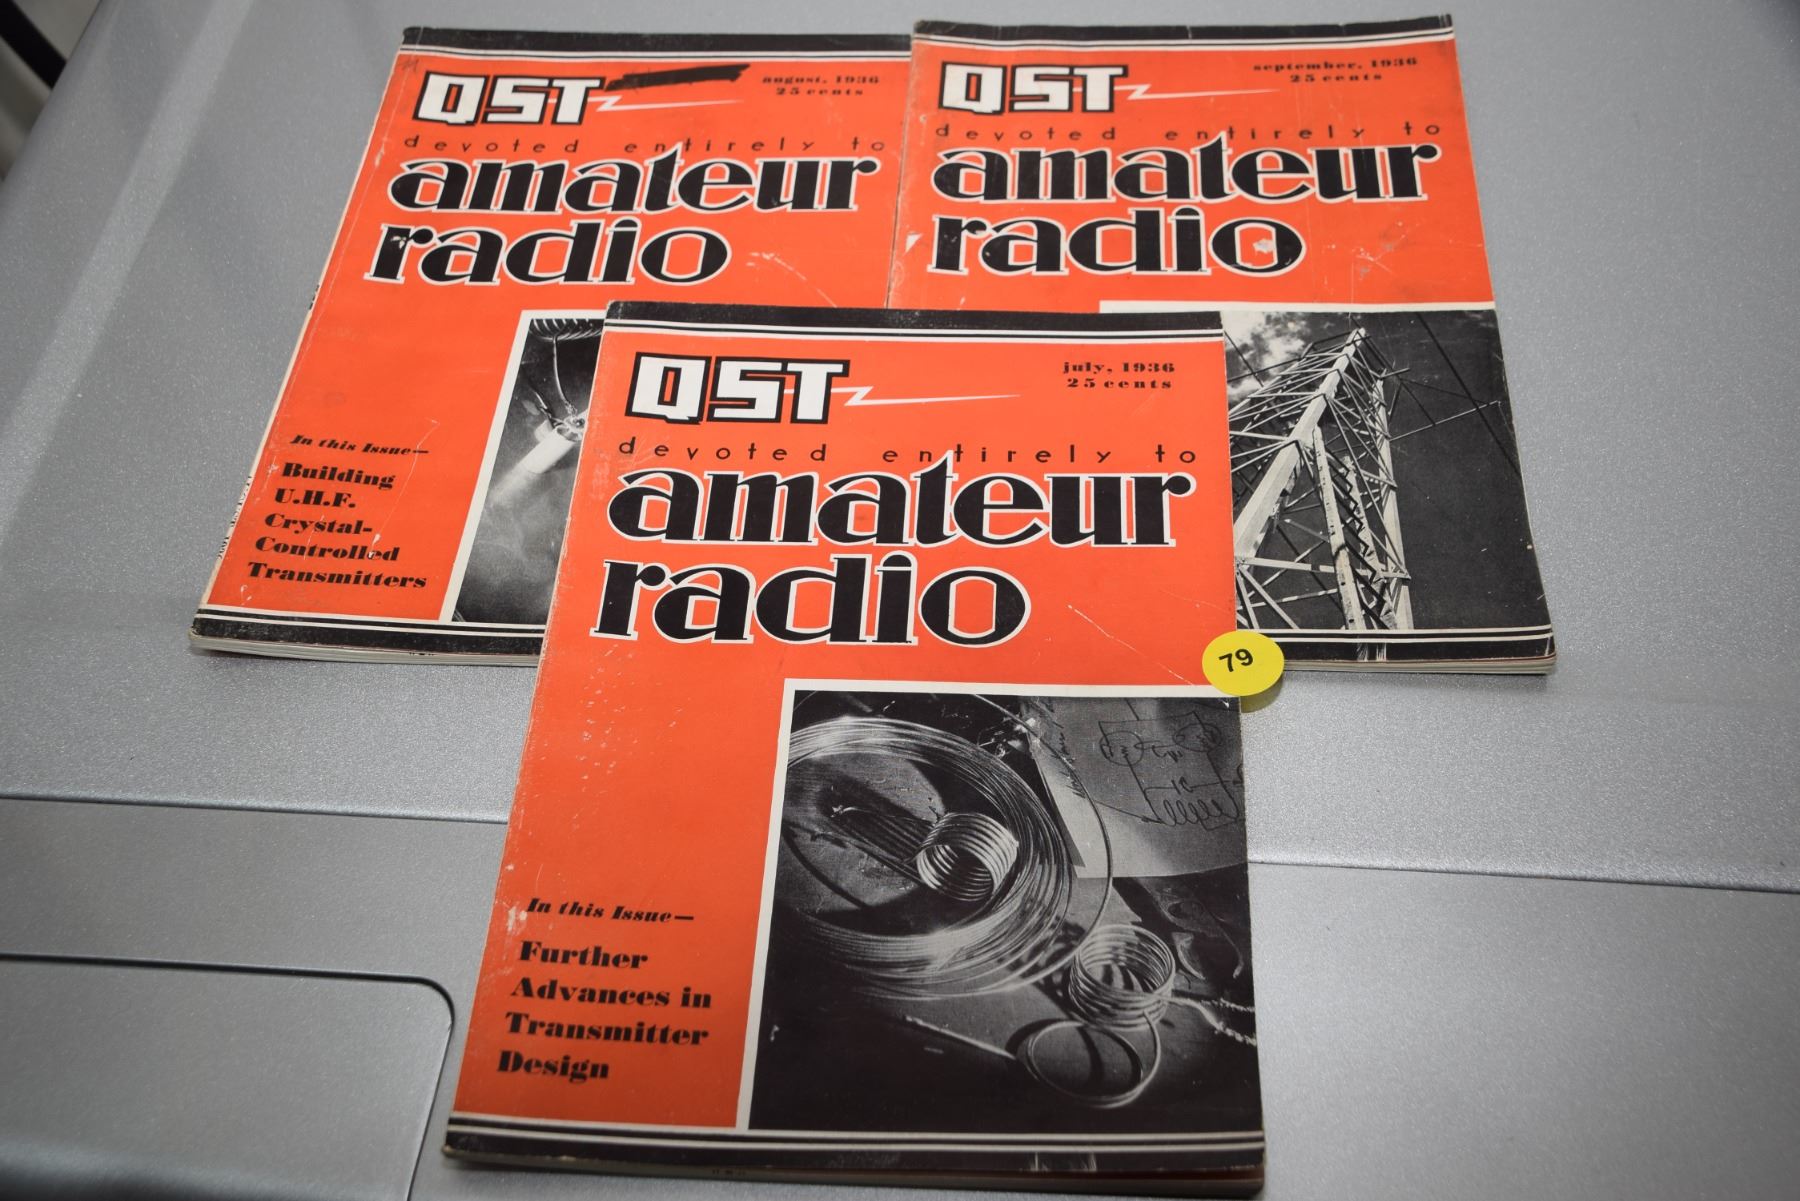 QST
august, 1936
25 cents
devoted entirely to
amateur
radio
In this Issue—
Building
U.H.F.
Crystal-
Controlled
Transmitters
QST
september, 1936
25 cents
devoted entirely to
amateur
radio
QST
july, 1936
25 cents
devoted entirely to
amateur
radio
In this Issue—
Further
Advances in
Transmitter
Design
79